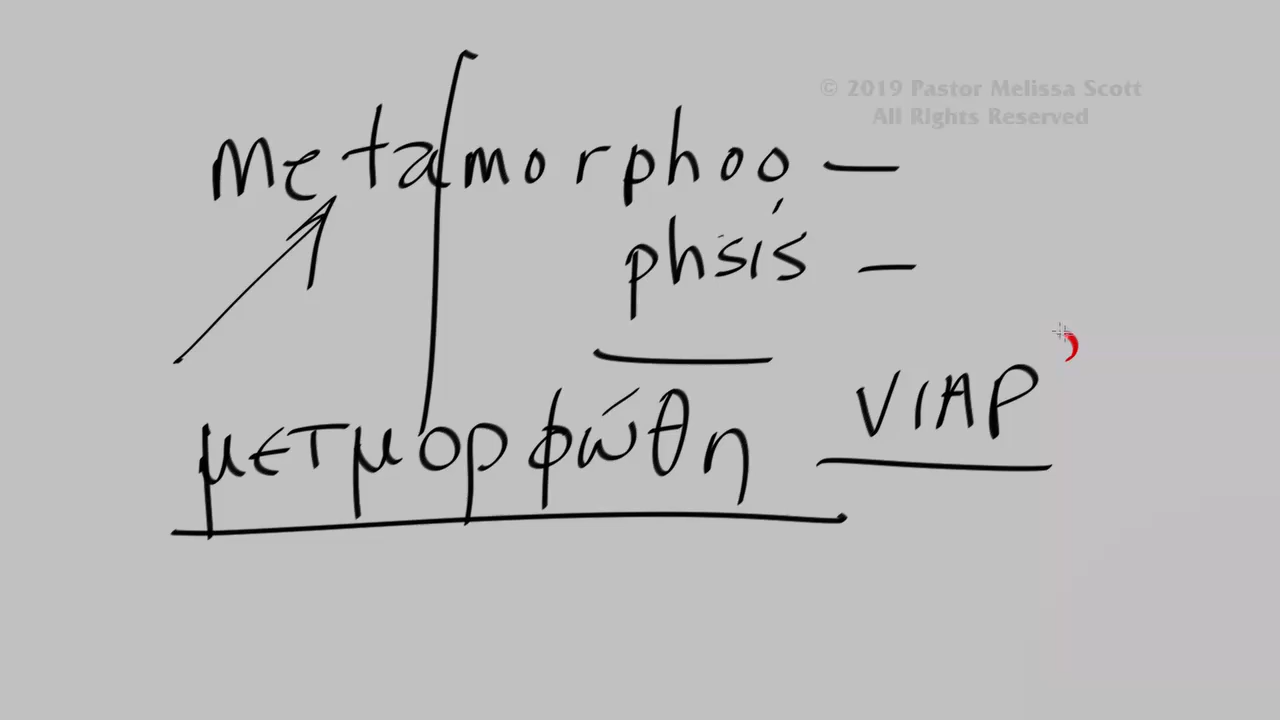 © 2019 Pastor Melissa Scott
All Rights Reserved
metamorphoo —
phsis —
μετμορφώθη VIAP